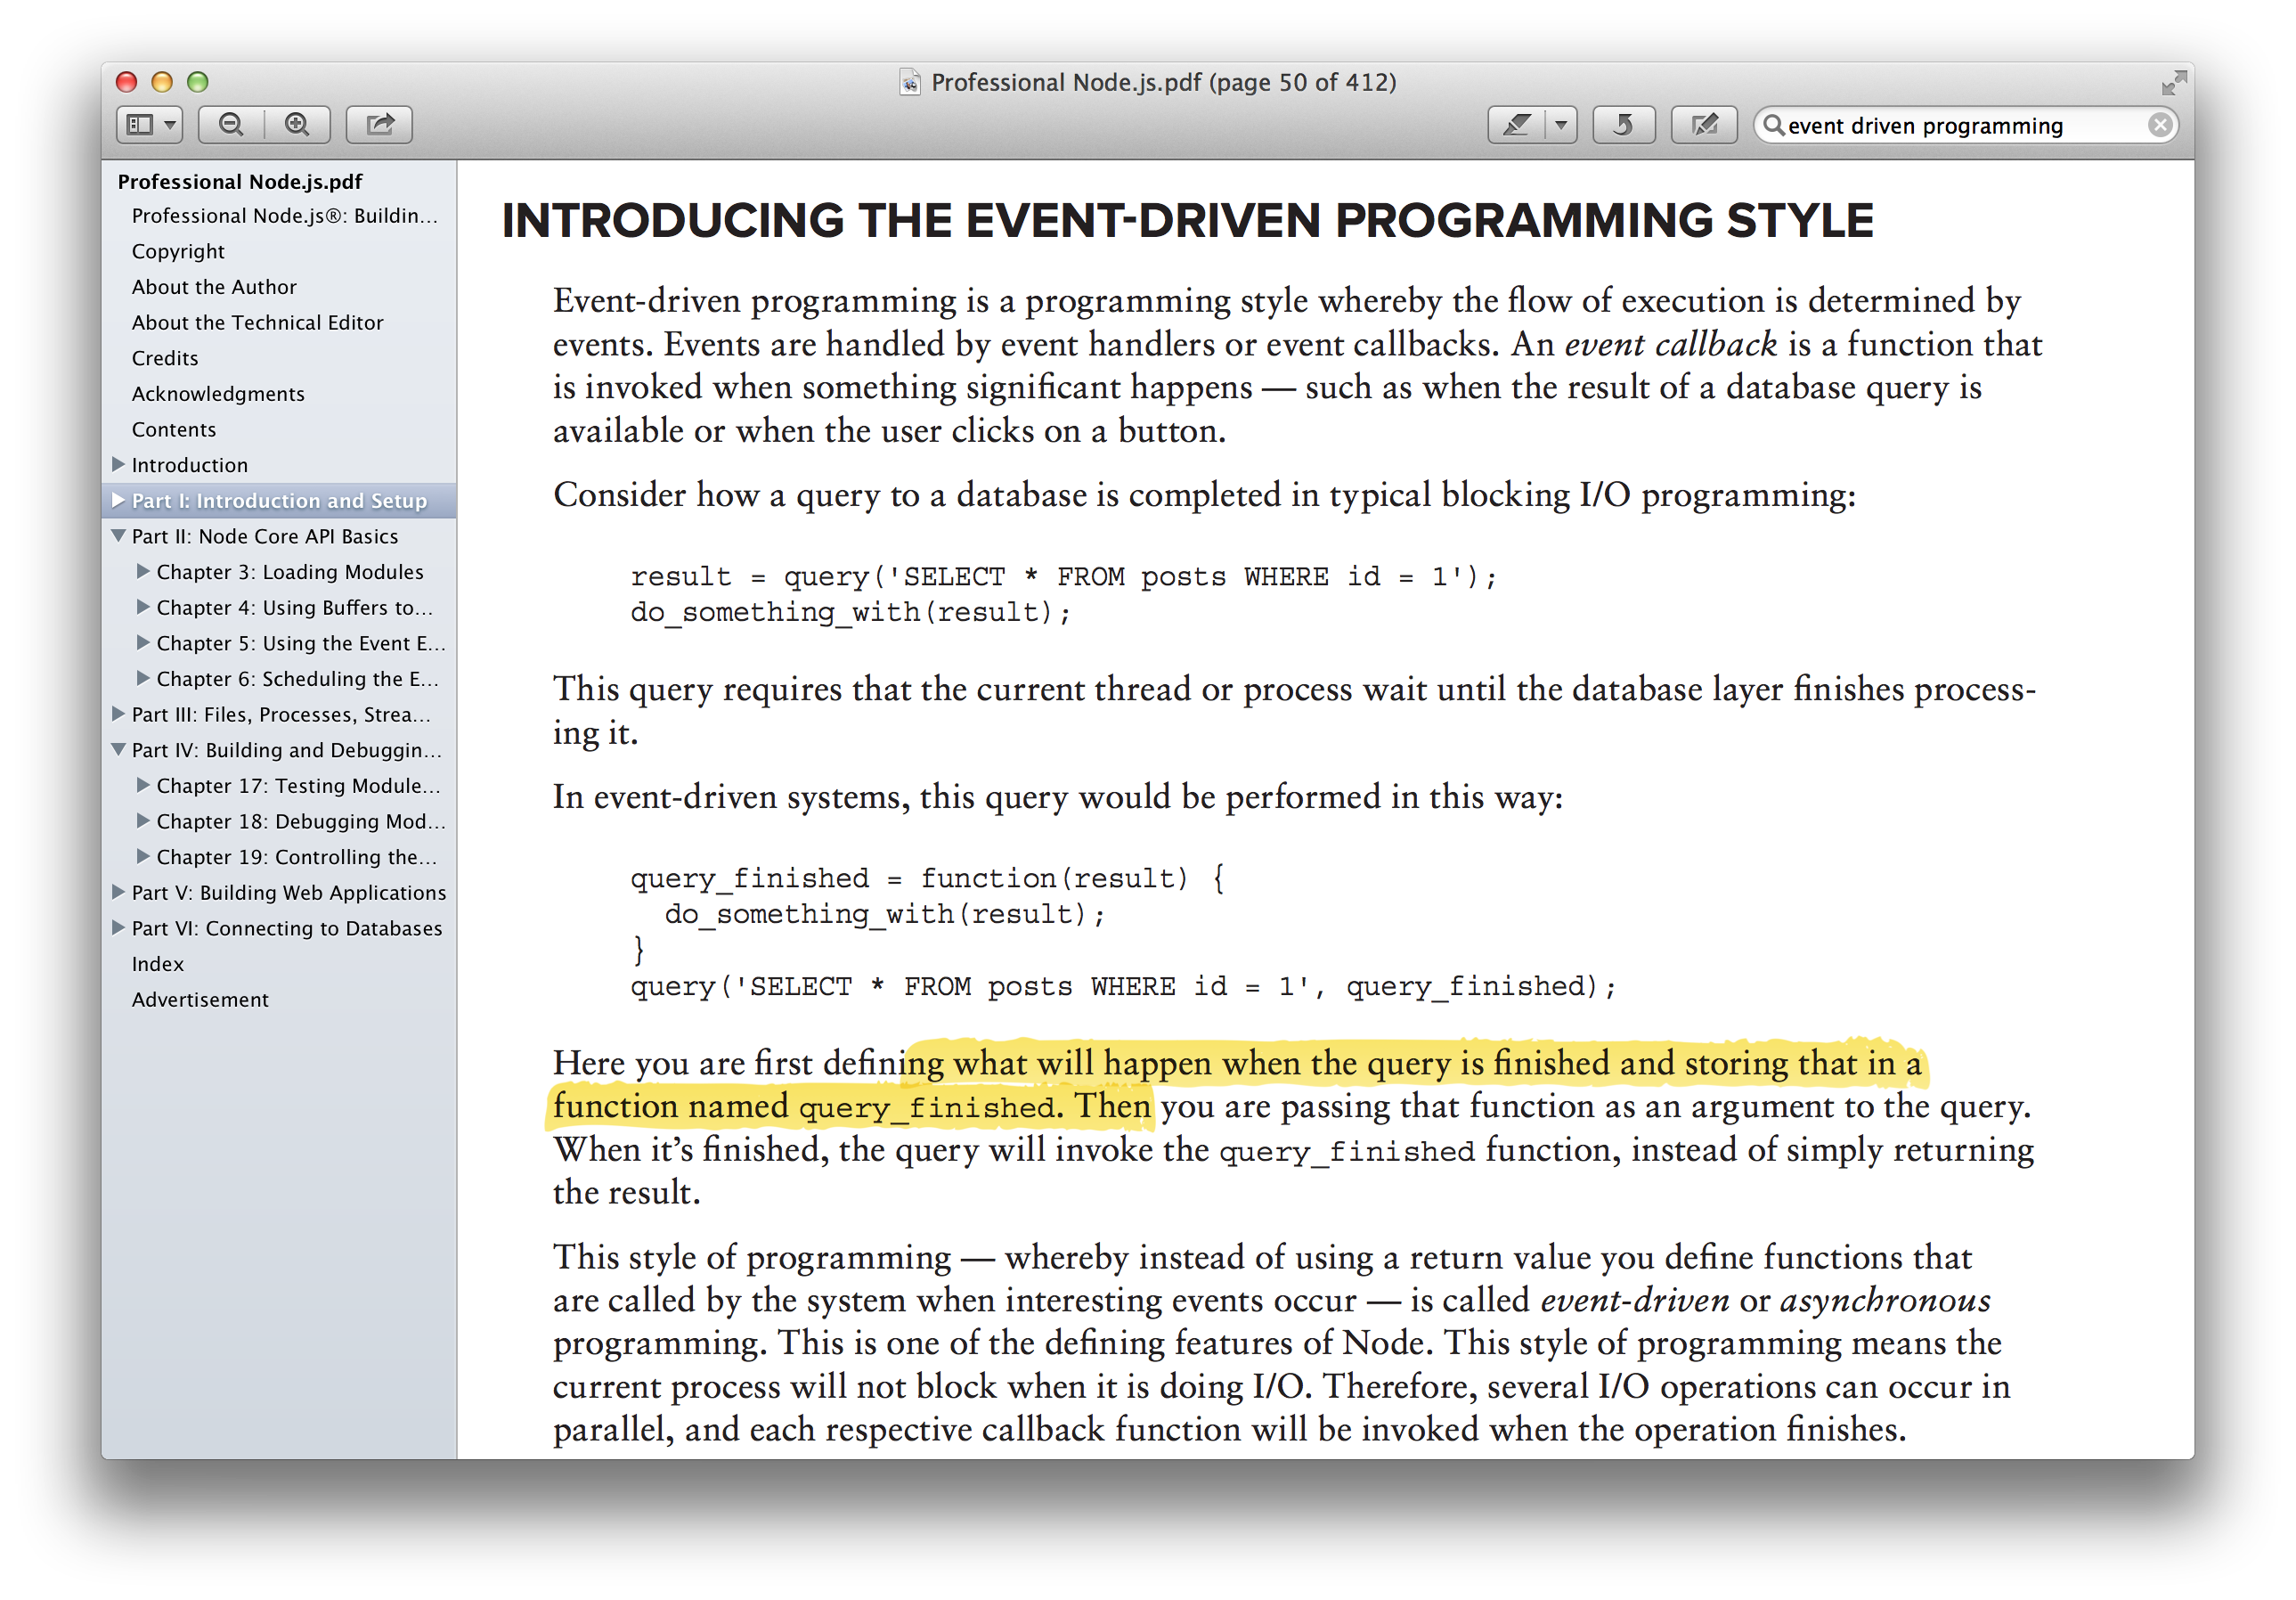 Professional Node.js.pdf (page 50 of 412)
event driven programming
Professional Node.js.pdf
Professional Node.js®: Buildin...
Copyright
About the Author
About the Technical Editor
Credits
Acknowledgments
Contents
Introduction
Part I: Introduction and Setup
Part II: Node Core API Basics
Chapter 3: Loading Modules
Chapter 4: Using Buffers to...
Chapter 5: Using the Event E...
Chapter 6: Scheduling the E...
Part III: Files, Processes, Strea...
Part IV: Building and Debuggin...
Chapter 17: Testing Module...
Chapter 18: Debugging Mod...
Chapter 19: Controlling the...
Part V: Building Web Applications
Part VI: Connecting to Databases
Index
Advertisement
INTRODUCING THE EVENT-DRIVEN PROGRAMMING STYLE
Event-driven programming is a programming style whereby the flow of execution is determined by
events. Events are handled by event handlers or event callbacks. An event callback is a function that
is invoked when something significant happens — such as when the result of a database query is
available or when the user clicks on a button.
Consider how a query to a database is completed in typical blocking I/O programming:
result = query('SELECT * FROM posts WHERE id = 1');
do_something_with(result);
This query requires that the current thread or process wait until the database layer finishes process-
ing it.
In event-driven systems, this query would be performed in this way:
query_finished = function(result) {
do_something_with(result);
}
query('SELECT * FROM posts WHERE id = 1', query_finished);
Here you are first defining what will happen when the query is finished and storing that in a
function named query_finished. Then you are passing that function as an argument to the query.
When it’s finished, the query will invoke the query_finished function, instead of simply returning
the result.
This style of programming — whereby instead of using a return value you define functions that
are called by the system when interesting events occur — is called event-driven or asynchronous
programming. This is one of the defining features of Node. This style of programming means the
current process will not block when it is doing I/O. Therefore, several I/O operations can occur in
parallel, and each respective callback function will be invoked when the operation finishes.